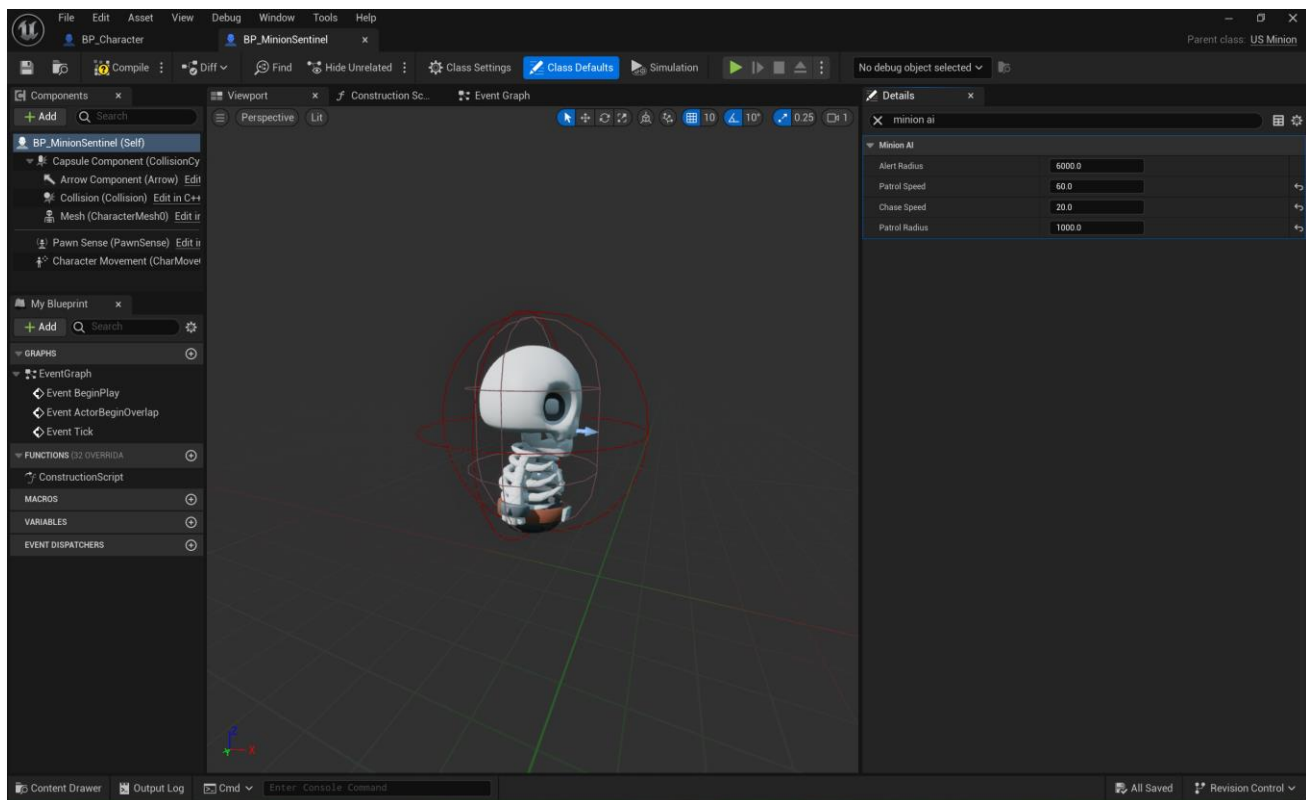 File Edit Asset View Debug Window Tools Help
BP_Character BP_MinionSentinel Parent class: US Minion
Compile Diff Find Hide Unrelated Class Settings Class Defaults Simulation No debug object selected
Components Viewport Construction Sc... Event Graph Details
Add Search Perspective Lit 10 10° 0.25 1 minion ai
BP_MinionSentinel (Self) Minion AI
Capsule Component (CollisionCy Alert Radius 6000.0
Arrow Component (Arrow) Edit Patrol Speed 60.0
Collision (Collision) Edit in C++ Chase Speed 20.0
Mesh (CharacterMesh0) Edit in Patrol Radius 1000.0
Pawn Sense (PawnSense) Edit in
Character Movement (CharMove
My Blueprint
Add Search
GRAPHS
EventGraph
Event BeginPlay
Event ActorBeginOverlap
Event Tick
FUNCTIONS (32 OVERRIDA
ConstructionScript
MACROS
VARIABLES
EVENT DISPATCHERS
Z
Y X
Content Drawer Output Log Cmd Enter Console Command All Saved Revision Control